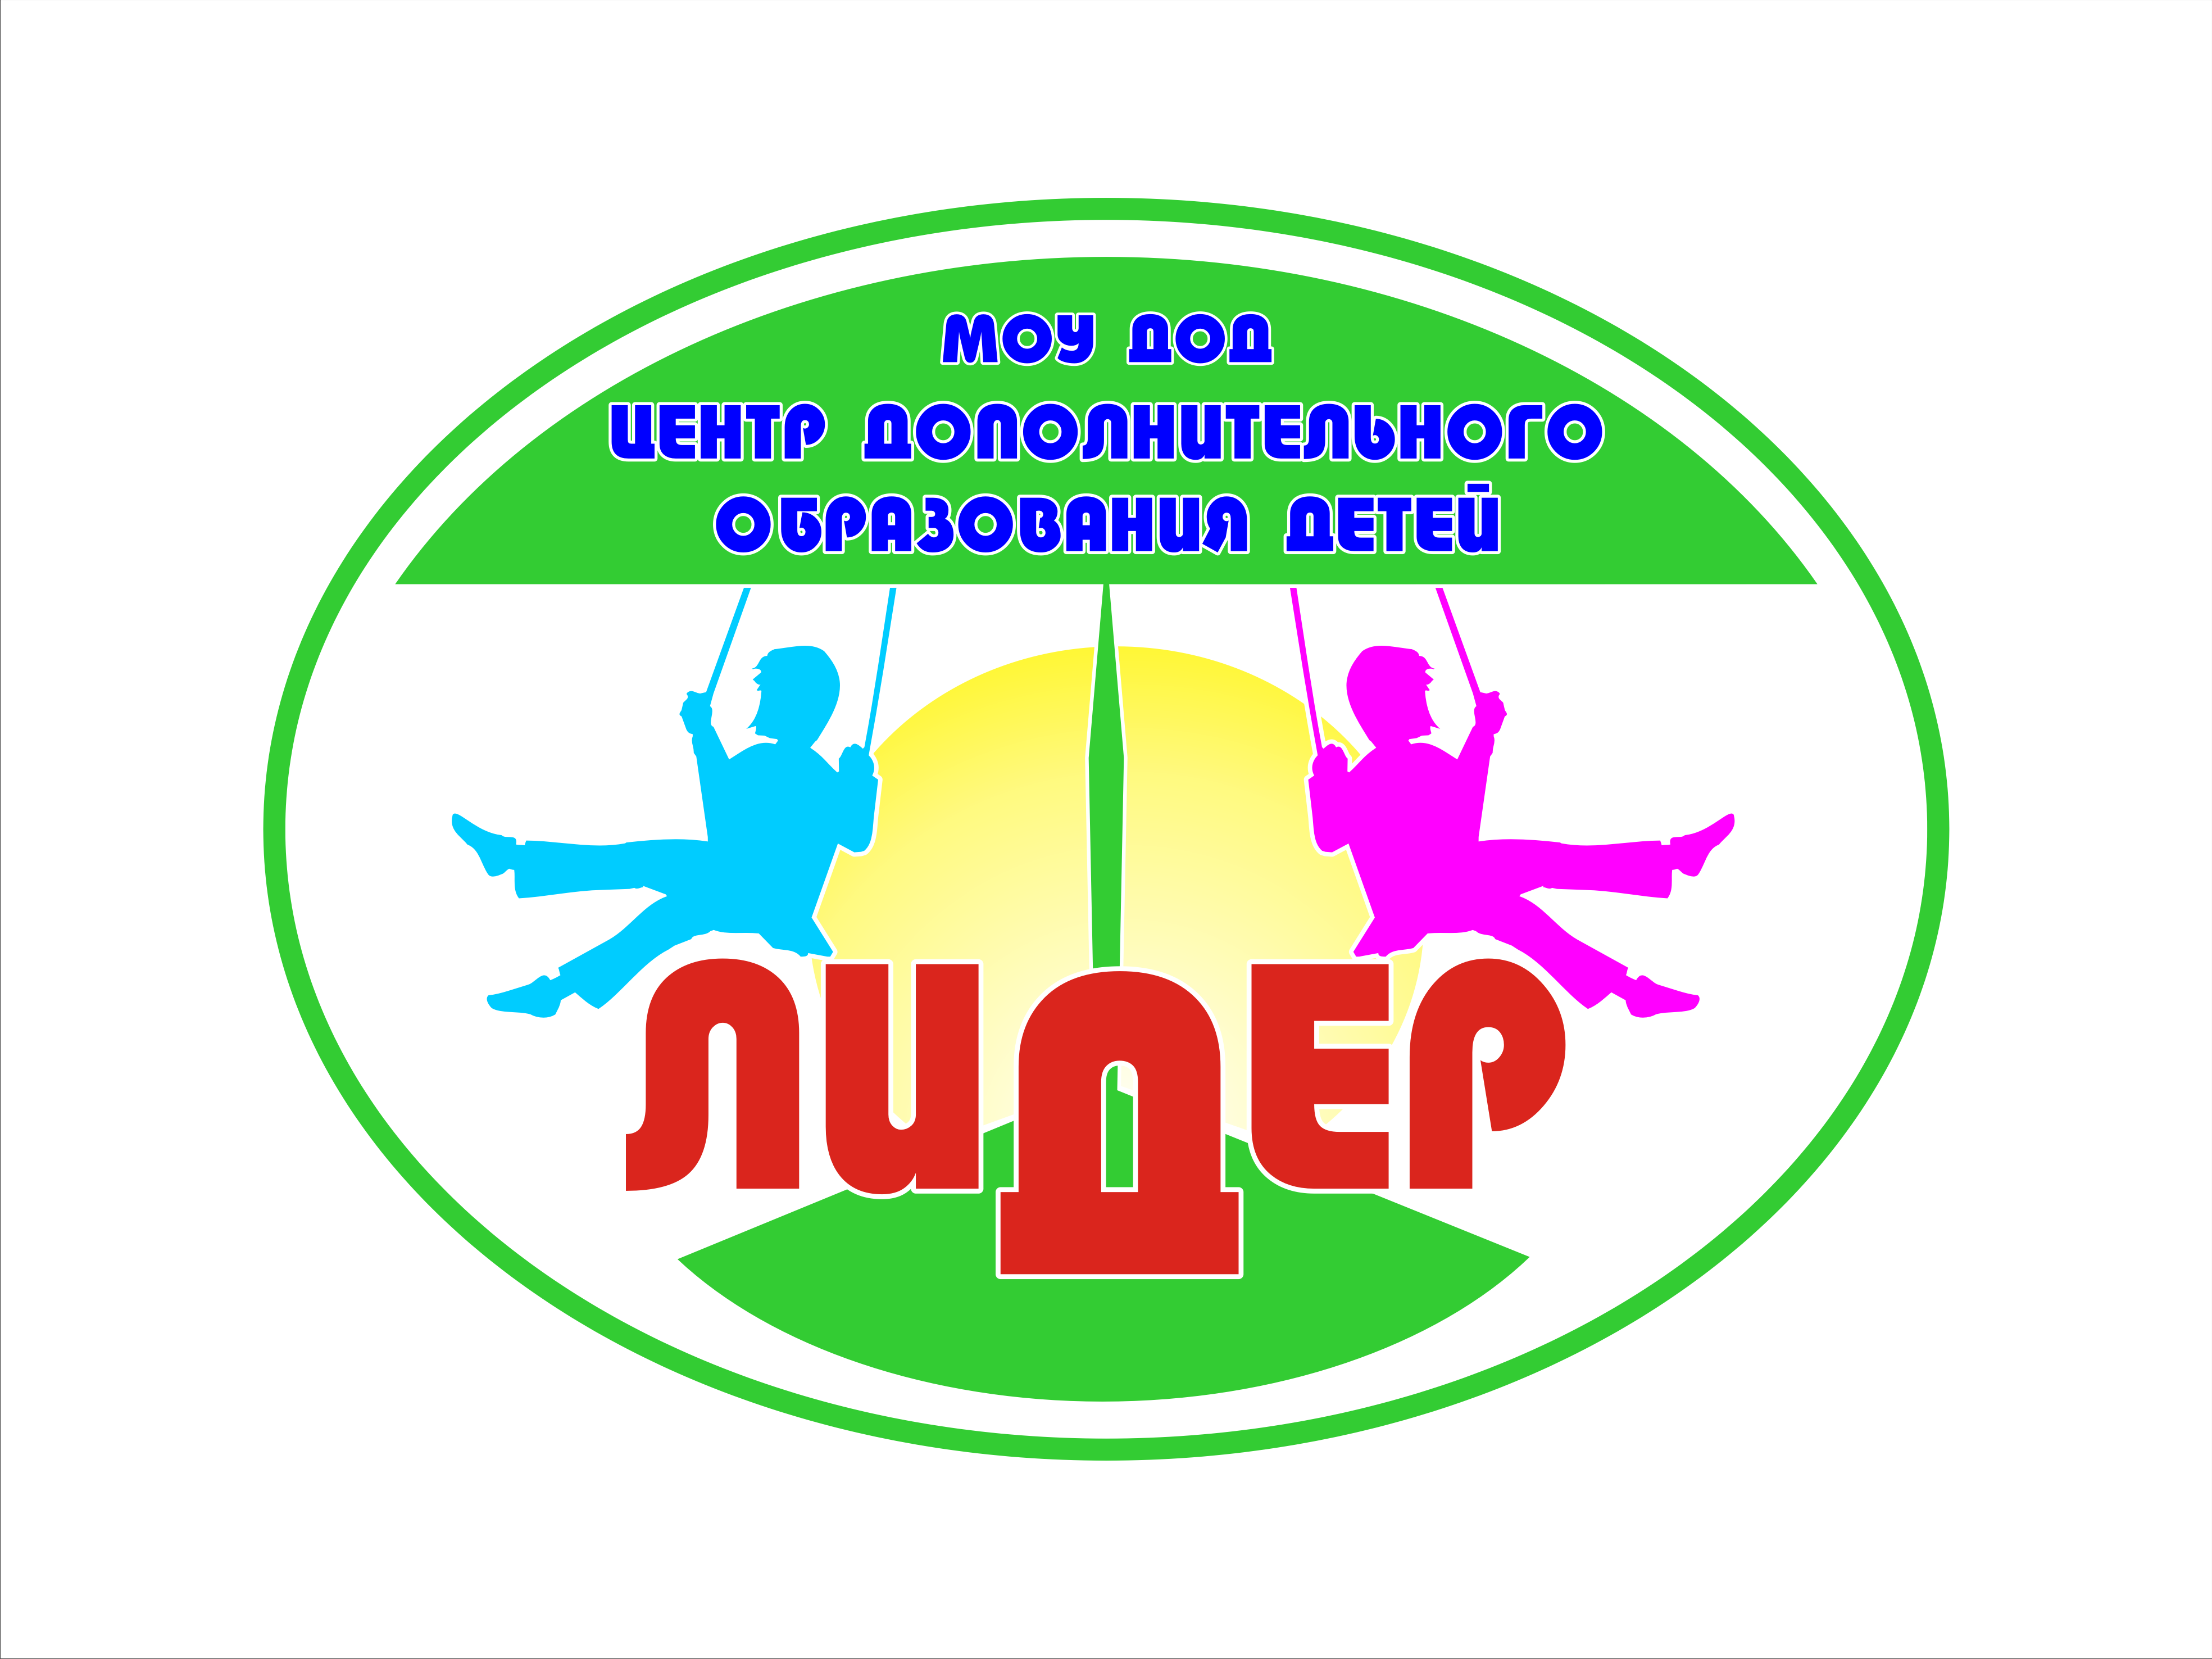 МОУ ДОД
ЦЕНТР ДОПОЛНИТЕЛЬНОГО
ОБРАЗОВАНИЯ ДЕТЕЙ
ЛИДЕР